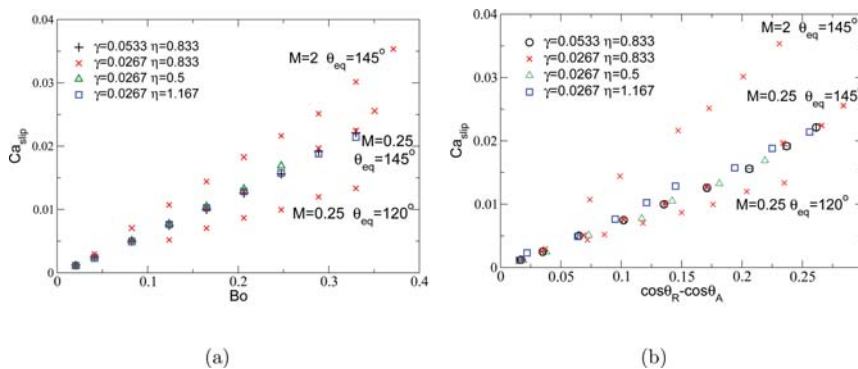 (a)
0.04
0.03
0.02
0.01
0
Ca_slip
γ=0.0533 η=0.833
γ=0.0267 η=0.833
γ=0.0267 η=0.5
γ=0.0267 η=1.167
M=2 θ_eq=145°
M=0.25
θ_eq=145°
M=0.25 θ_eq=120°
0 0.1 0.2 0.3 0.4
Bo
(b)
0.04
0.03
0.02
0.01
0
Ca_slip
γ=0.0533 η=0.833
γ=0.0267 η=0.833
γ=0.0267 η=0.5
γ=0.0267 η=1.167
M=2 θ_eq=145°
M=0.25 θ_eq=145°
M=0.25 θ_eq=120°
0 0.05 0.1 0.15 0.2 0.25
cosθ_R-cosθ_A
(a)
(b)